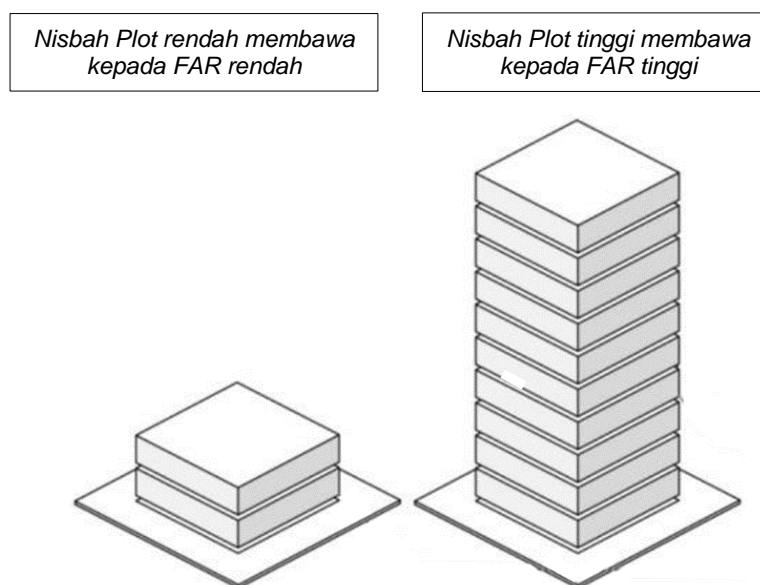 Nisbah Plot rendah membawa
kepada FAR rendah
Nisbah Plot tinggi membawa
kepada FAR tinggi